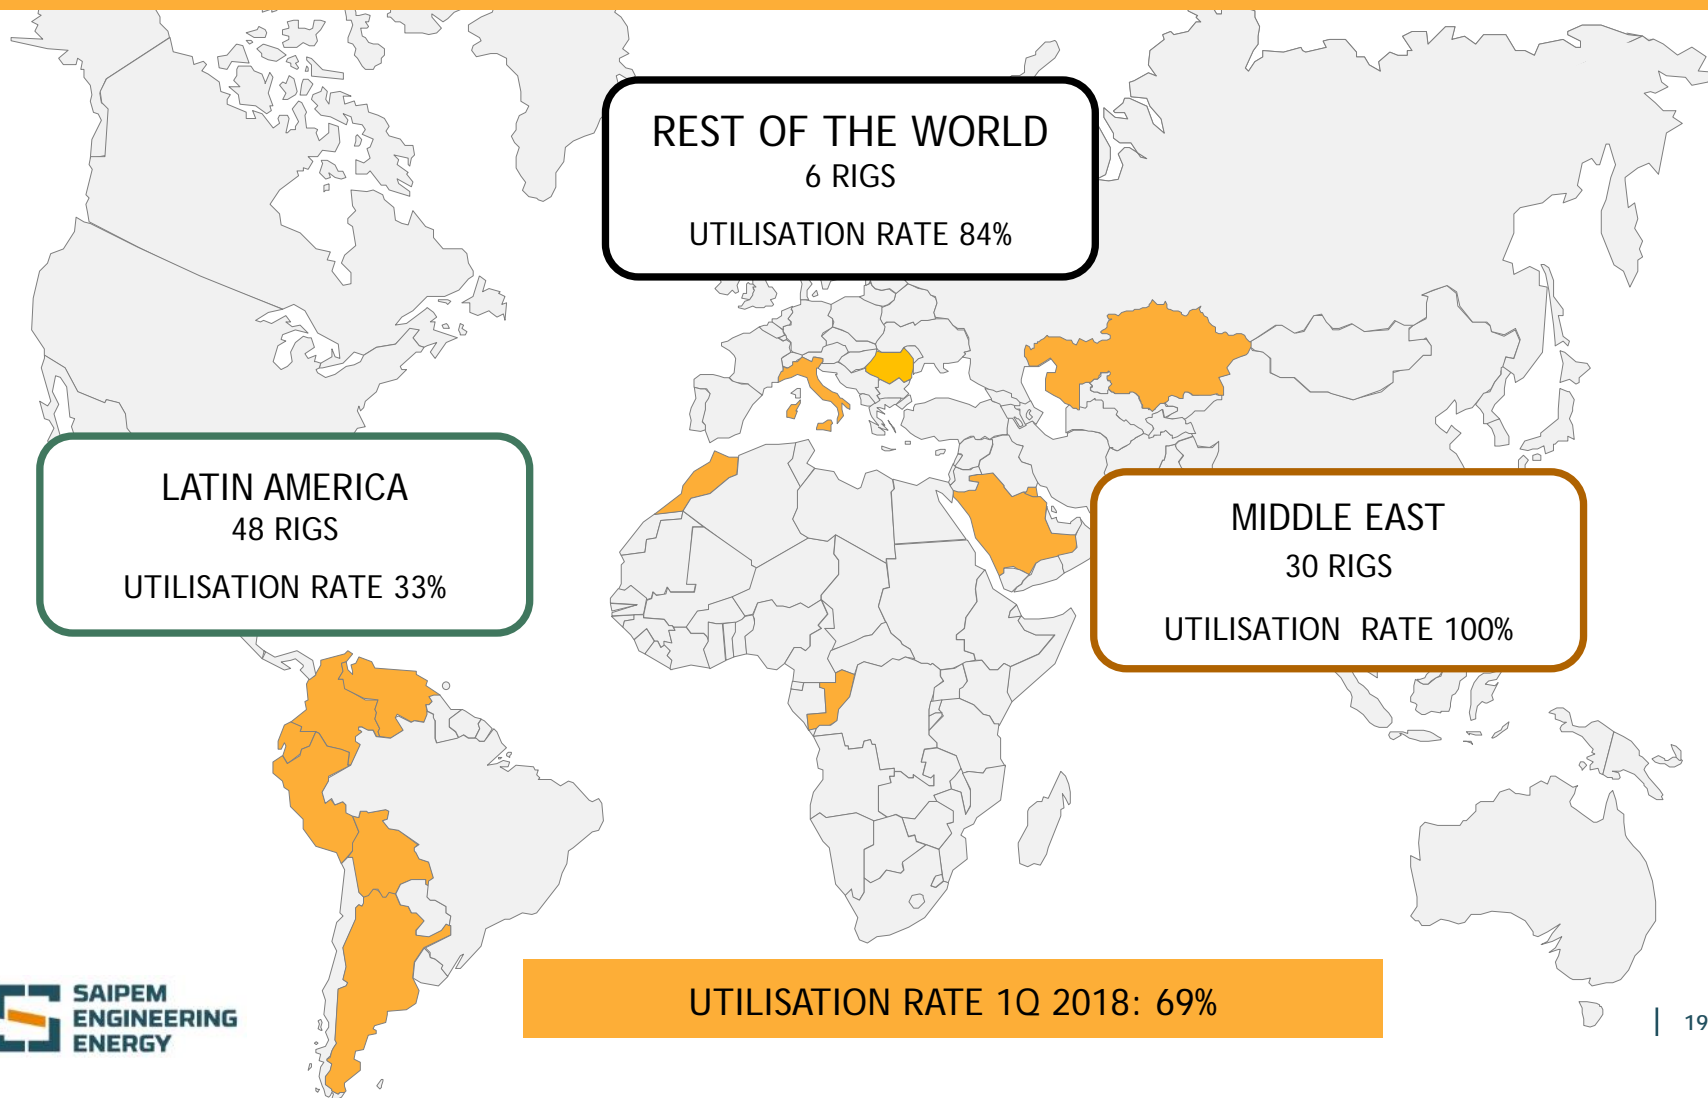 REST OF THE WORLD
6 RIGS
UTILISATION RATE 84%
LATIN AMERICA
48 RIGS
UTILISATION RATE 33%
MIDDLE EAST
30 RIGS
UTILISATION RATE 100%
UTILISATION RATE 1Q 2018: 69%
SAIPEM
ENGINEERING
ENERGY
19